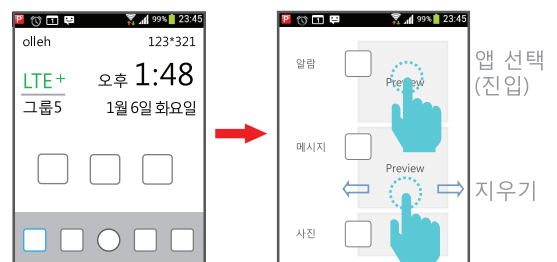 P 1 99% 23:45
olleh 123*321
LTE+ 오후 1:48
그룹5 1월 6일 화요일
P 1 99% 23:45
알람
Preview
앱 선택
(진입)
메시지
Preview
지우기
사진